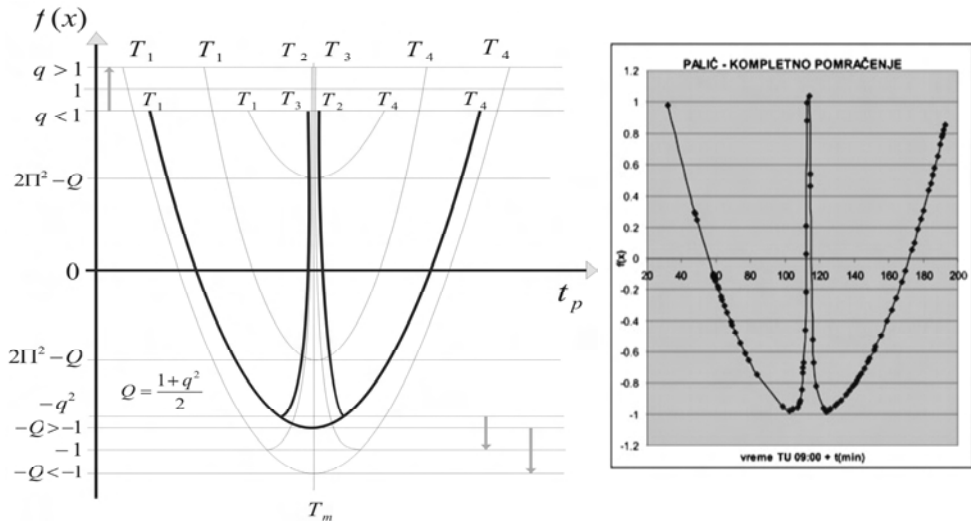 f(x)
T₁ T₁ T₂ T₃ T₄ T₄
q > 1
1
T₁ T₁ T₃ T₂ T₄ T₄
q < 1
2Π² − Q
0
t_p
2Π² − Q
Q = (1 + q²) / 2
− q²
− Q > − 1
− 1
− Q < − 1
T_m
PALIĆ - KOMPLETNO POMRAČENJE
1.2
1
0.8
0.6
0.4
0.2
0
-0.2
-0.4
-0.6
-0.8
-1
-1.2
f(x)
20 40 60 80 100 120 140 160 180 200
vreme TU 09:00 + t(min)